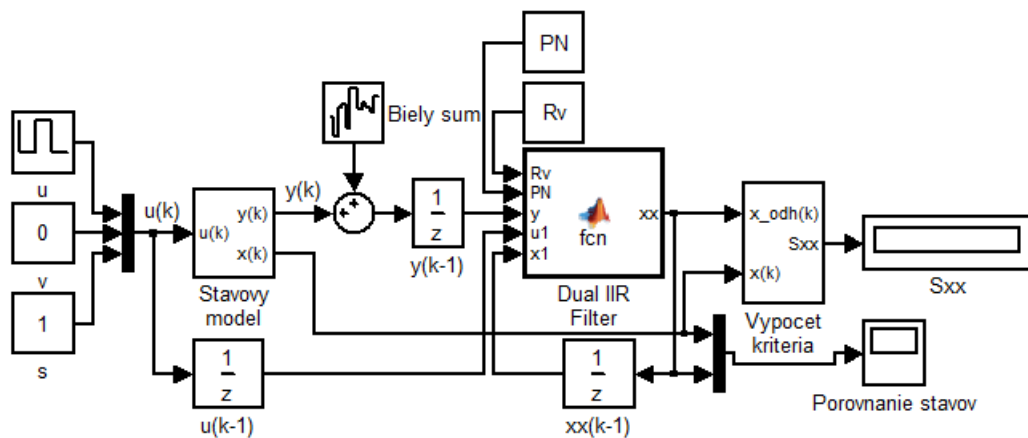 PN
Biely sum
Rv
u
0
v
1
s
u(k)
u(k)
y(k)
x(k)
Stavovy
model
y(k)
1
z
y(k-1)
1
z
u(k-1)
Rv
PN
y
u1
x1
fcn
xx
Dual IIR
Filter
1
z
xx(k-1)
x_odh(k)
x(k)
Sxx
Vypocet
kriteria
Sxx
Porovnanie stavov